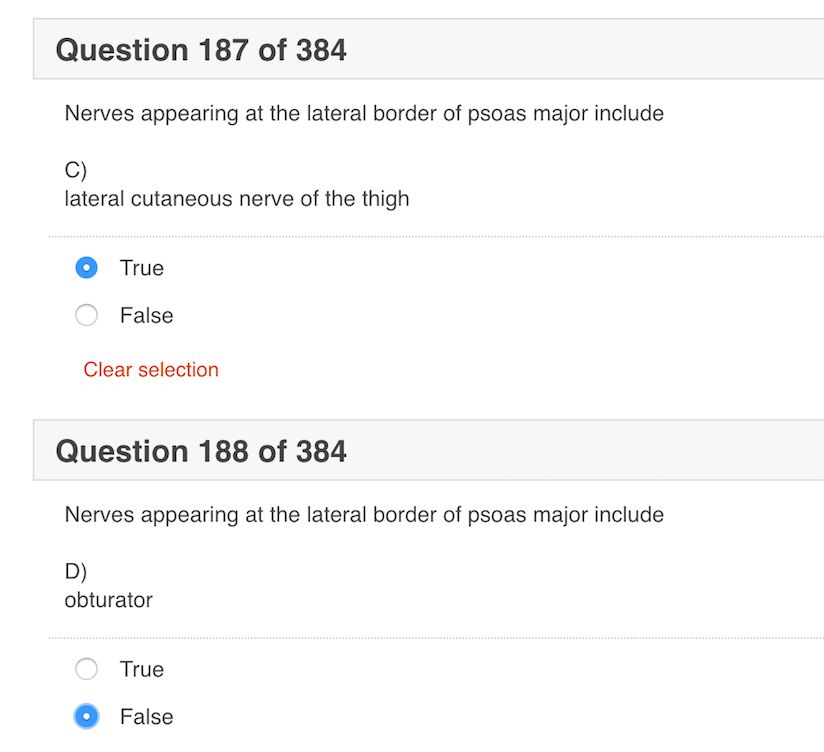 Question 187 of 384
Nerves appearing at the lateral border of psoas major include
C)
lateral cutaneous nerve of the thigh
True
False
Clear selection
Question 188 of 384
Nerves appearing at the lateral border of psoas major include
D)
obturator
True
False